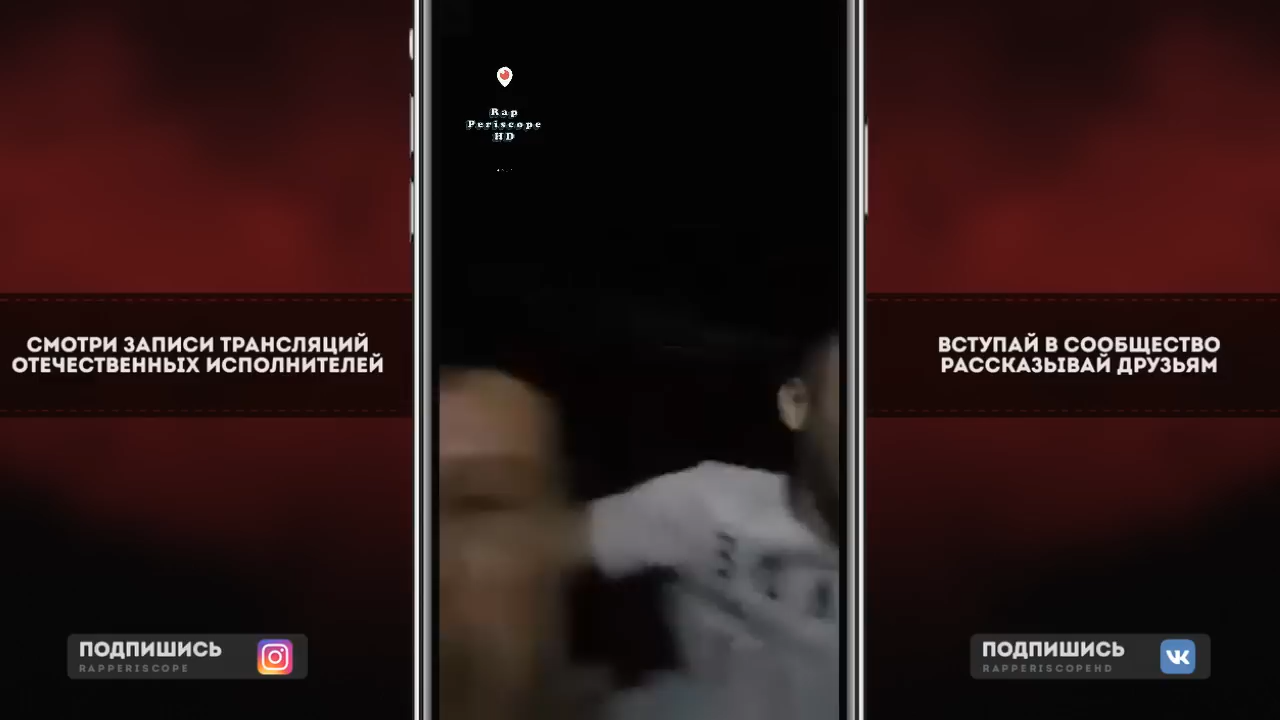 Rap
Periscope
HD
СМОТРИ ЗАПИСИ ТРАНСЛЯЦИЙ
ОТЕЧЕСТВЕННЫХ ИСПОЛНИТЕЛЕЙ
ВСТУПАЙ В СООБЩЕСТВО
РАССКАЗЫВАЙ ДРУЗЬЯМ
ПОДПИШИСЬ
RAPPERISCOPE
ПОДПИШИСЬ
RAPPERISCOPEHD